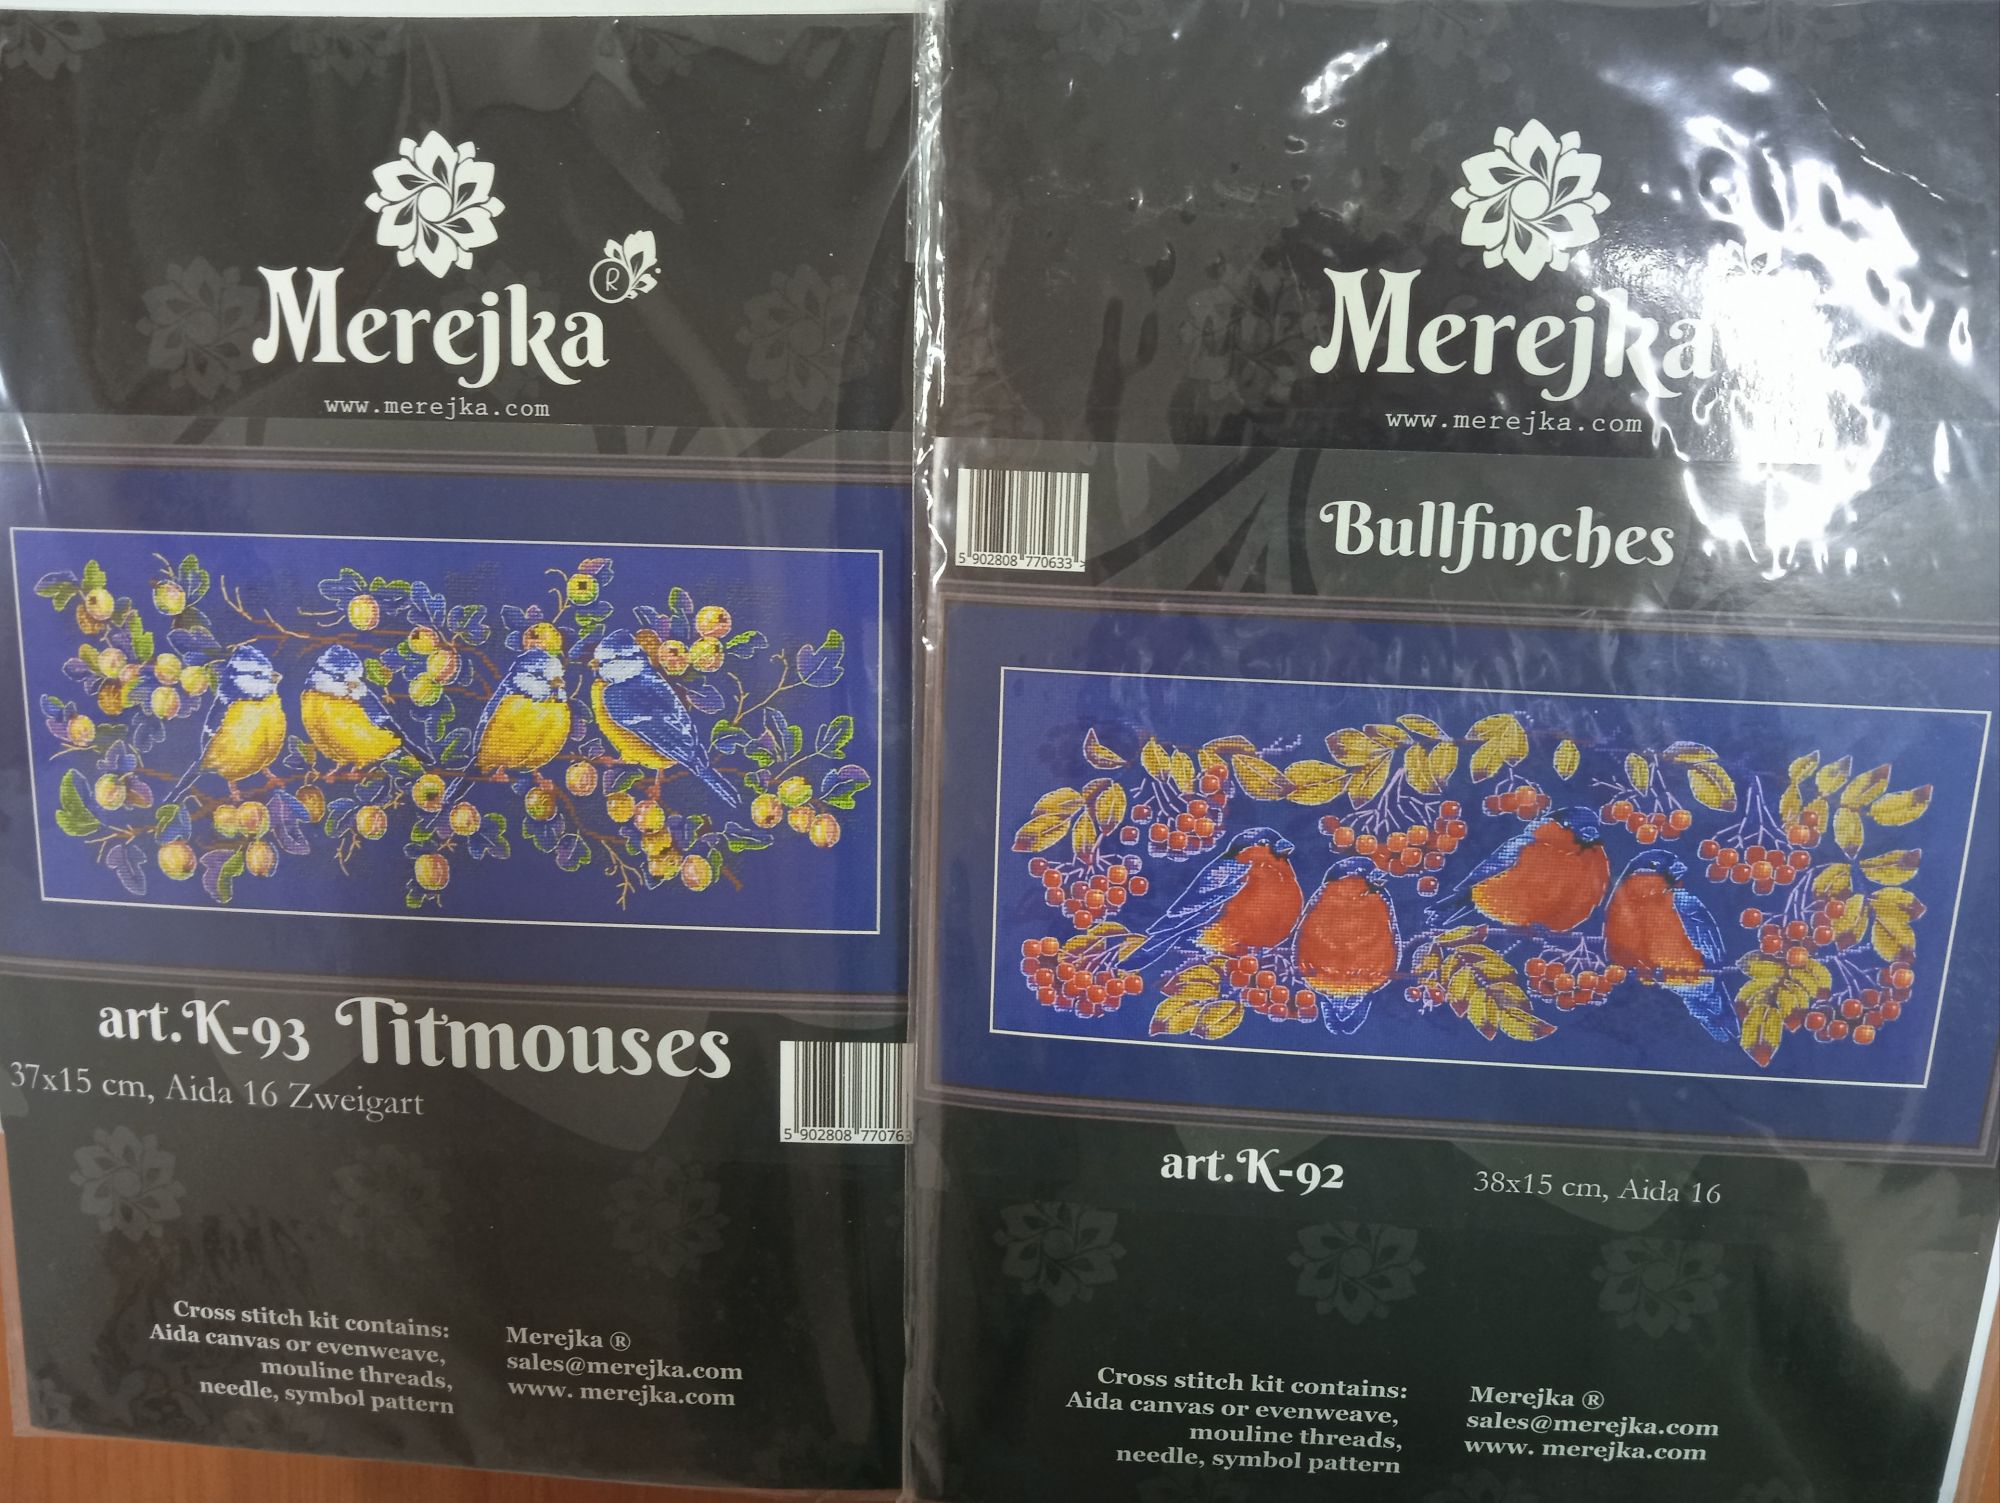 Merejka
R
www.merejka.com
art.K-93 Titmouses
37x15 cm, Aida 16 Zweigart
5 902808 770763
Cross stitch kit contains:
Aida canvas or evenweave,
mouline threads,
needle, symbol pattern
Merejka ®
sales@merejka.com
www. merejka.com
Merejka
www.merejka.com
5 902808 770633 >
Bullfinches
art.K-92
38x15 cm, Aida 16
Cross stitch kit contains:
Aida canvas or evenweave,
mouline threads,
needle, symbol pattern
Merejka ®
sales@merejka.com
www. merejka.com